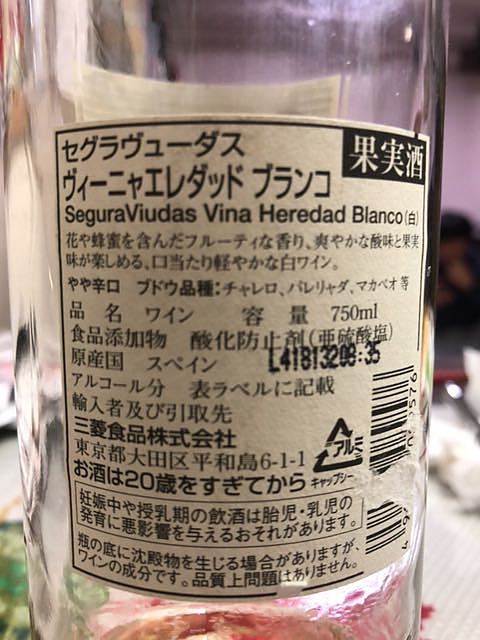 セグラヴューダス
果実酒
ヴィーニャエレダッド ブランコ
SeguraViudas Vina Heredad Blanco (白)
花や蜂蜜を含んだフルーティな香り、爽やかな酸味と果実
味が楽しめる、口当たり軽やかな白ワイン。
やや辛口 ブドウ品種：チャレロ、パレリャダ、マカベオ 等
品名 ワイン 容量 750ml
食品添加物 酸化防止剤(亜硫酸塩)
原産国 スペイン
L41813208:35
アルコール分 表ラベルに記載
輸入者及び引取先
三菱食品株式会社
東京都大田区平和島6-1-1
アルミ
キャップシー
お酒は20歳をすぎてから
妊娠中や授乳期の飲酒は胎児・乳児の
発育に悪影響を与えるおそれがあります。
瓶の底に沈殿物を生じる場合がありますが、
ワインの成分です。品質上問題はありません。